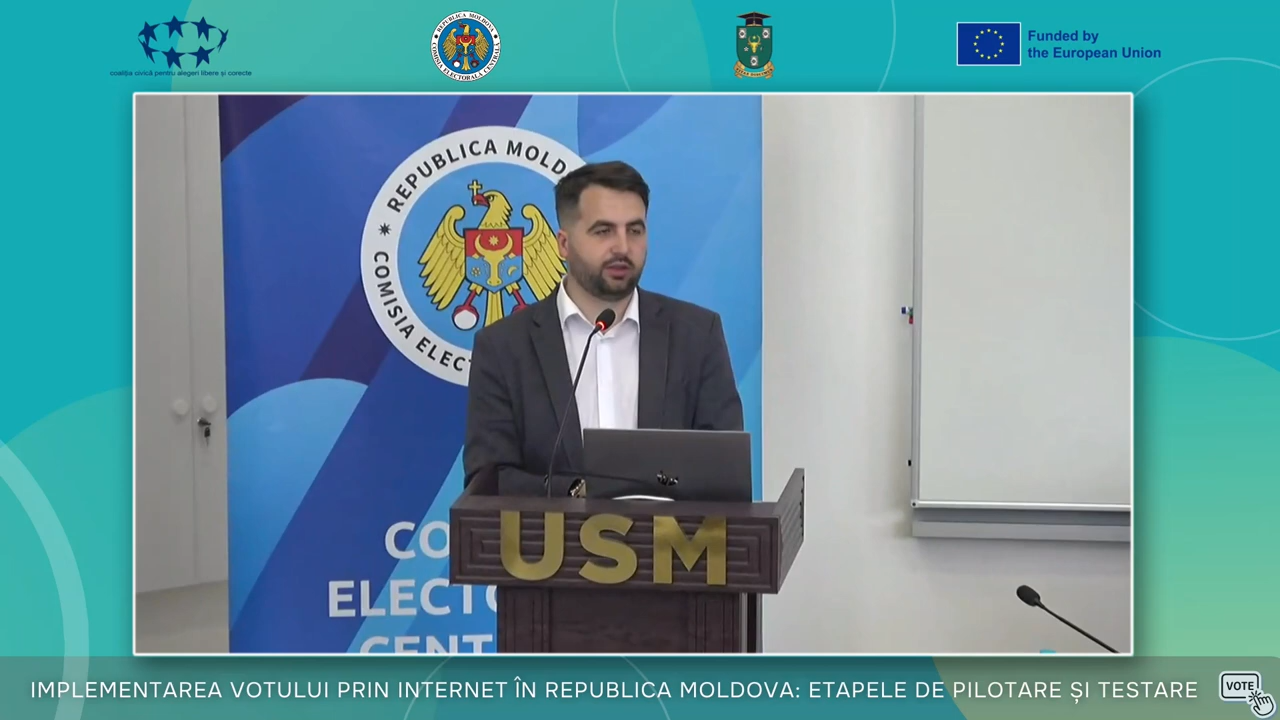 coaliția civică pentru alegeri libere și corecte
REPUBLICA MOLDOVA
COMISIA ELECTORALĂ CENTRALĂ
Funded by
the European Union
REPUBLICA MOLD
COMISIA ELECT
CO
ELECTO
CENT
USM
IMPLEMENTAREA VOTULUI PRIN INTERNET ÎN REPUBLICA MOLDOVA: ETAPELE DE PILOTARE ȘI TESTARE
VOTE